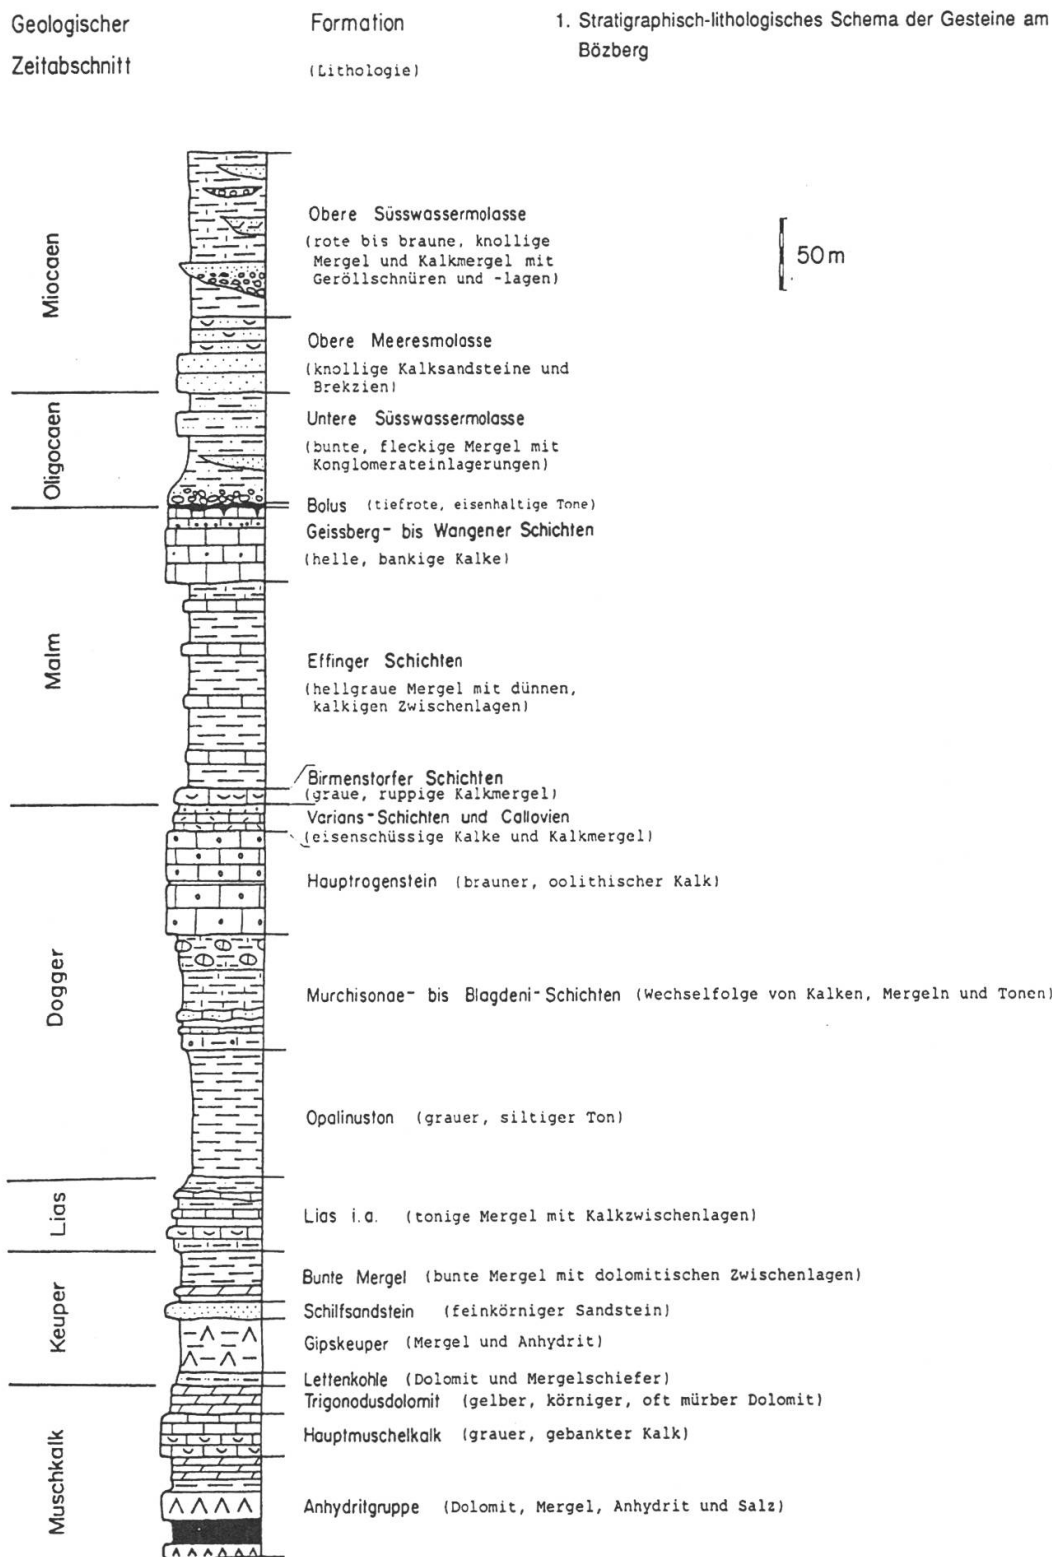 Geologischer
Zeitabschnitt
Formation
(Lithologie)
1. Stratigraphisch-lithologisches Schema der Gesteine am
Bözberg
50m
Miocaen
Obere Süsswassermolasse
(rote bis braune, knollige
Mergel und Kalkmergel mit
Geröllschnüren und -lagen)
Obere Meeresmolasse
(knollige Kalksandsteine und
Brekzien)
Oligocaen
Untere Süsswassermolasse
(bunte, fleckige Mergel mit
Konglomerateinlagerungen)
Bolus (tiefrote, eisenhaltige Tone)
Malm
Geissberg- bis Wangener Schichten
(helle, bankige Kalke)
Effinger Schichten
(hellgraue Mergel mit dünnen,
kalkigen Zwischenlagen)
Birmenstorfer Schichten
(graue, ruppige Kalkmergel)
Dogger
Varians-Schichten und Callovien
(eisenschüssige Kalke und Kalkmergel)
Hauptrogenstein (brauner, oolithischer Kalk)
Murchisonae- bis Blagdeni-Schichten (Wechselfolge von Kalken, Mergeln und Tonen)
Opalinuston (grauer, siltiger Ton)
Lias
Lias i.a. (tonige Mergel mit Kalkzwischenlagen)
Keuper
Bunte Mergel (bunte Mergel mit dolomitischen Zwischenlagen)
Schilfsandstein (feinkörniger Sandstein)
Gipskeuper (Mergel und Anhydrit)
Lettenkohle (Dolomit und Mergelschiefer)
Muschkalk
Trigonodusdolomit (gelber, körniger, oft mürber Dolomit)
Hauptmuschelkalk (grauer, gebankter Kalk)
Anhydritgruppe (Dolomit, Mergel, Anhydrit und Salz)